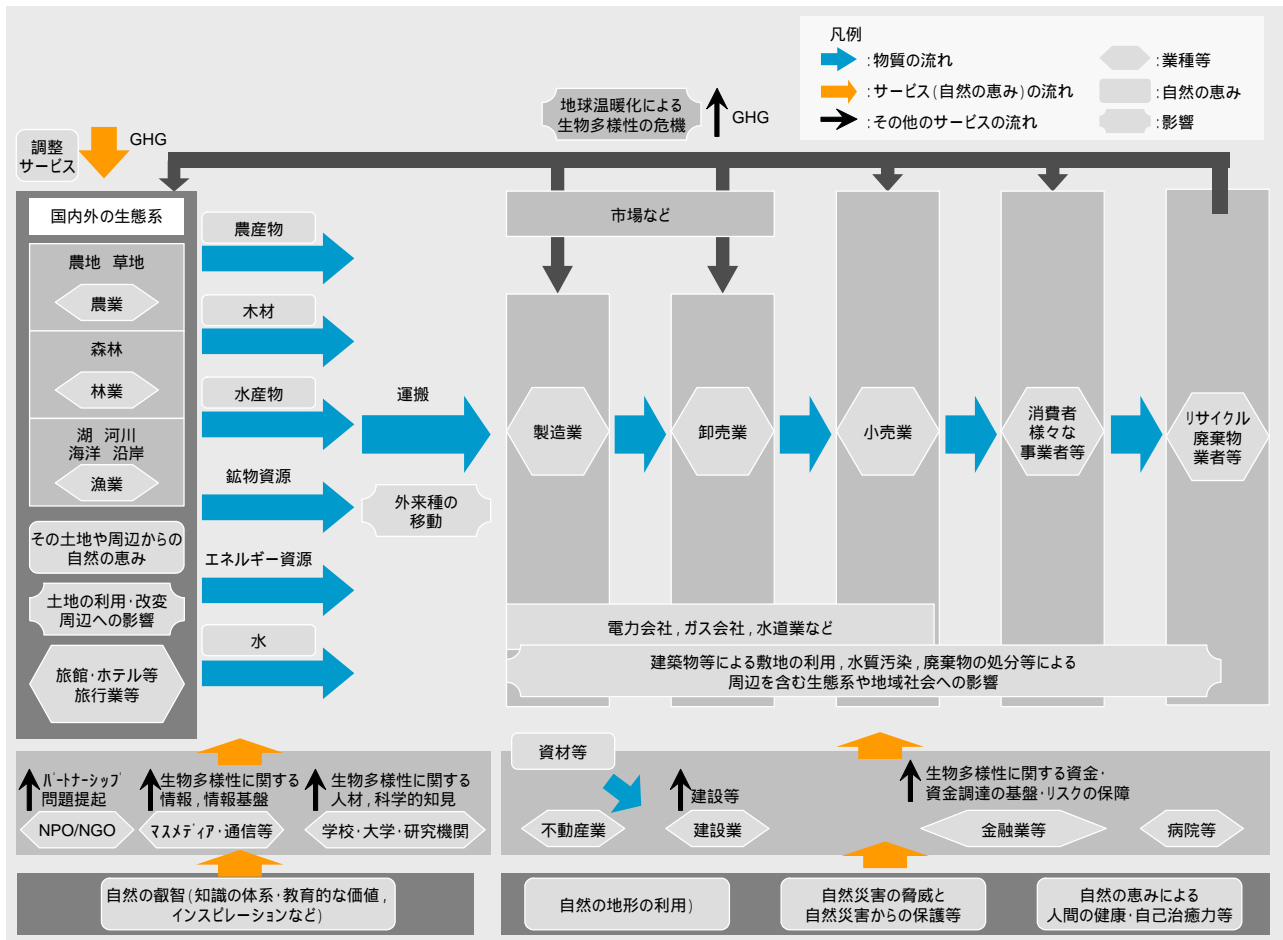 凡例
:物質の流れ
:業種等
:サービス(自然の恵み)の流れ
:自然の恵み
:その他のサービスの流れ
:影響
地球温暖化による
生物多様性の危機
GHG
調整
サービス
GHG
国内外の生態系
農地 草地
農業
森林
林業
湖 河川
海洋 沿岸
漁業
その土地や周辺からの
自然の恵み
土地の利用・改変
周辺への影響
旅館・ホテル等
旅行業等
農産物
木材
水産物
鉱物資源
エネルギー資源
水
運搬
外来種の
移動
市場など
製造業
卸売業
小売業
消費者
様々な
事業者等
リサイクル
廃棄物
業者等
電力会社,ガス会社,水道業など
建築物等による敷地の利用,水質汚染,廃棄物の処分等による
周辺を含む生態系や地域社会への影響
パートナーシップ
問題提起
NPO/NGO
生物多様性に関する
情報,情報基盤
マスメディア・通信等
生物多様性に関する
人材,科学的知見
学校・大学・研究機関
自然の叡智(知識の体系・教育的な価値,
インスピレーションなど)
資材等
不動産業
建設等
建設業
生物多様性に関する資金・
資金調達の基盤・リスクの保障
金融業等
病院等
自然の地形の利用)
自然災害の脅威と
自然災害からの保護等
自然の恵みによる
人間の健康・自己治癒力等